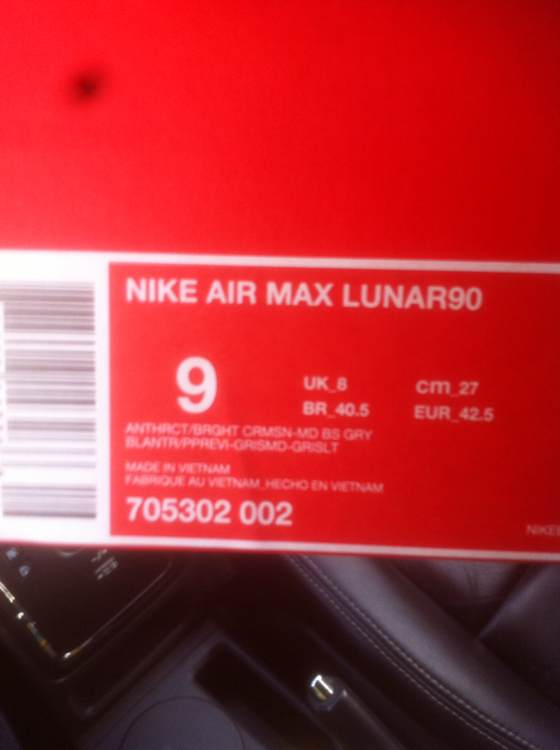 NIKE AIR MAX LUNAR90
9
UK_8
cm_27
BR_40.5
EUR_42.5
ANTHRCT/BRGHT CRMSN-MD BS GRY
BLANTR/PPREVI-GRISMD-GRISLT
MADE IN VIETNAM
FABRIQUE AU VIETNAM_HECHO EN VIETNAM
705302 002